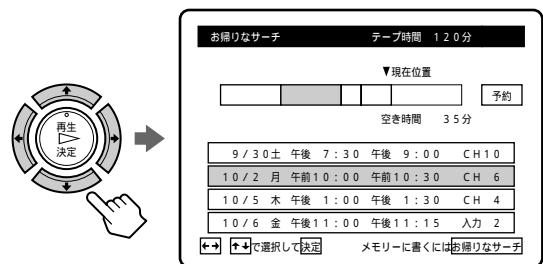 お帰りなサーチ テープ時間 120分
▼現在位置
予約
空き時間 35分
再生
決定
9/30土 午後 7:30 午後 9:00 CH10
10/2 月 午前10:00 午前10:30 CH 6
10/5 木 午後 1:00 午後 1:30 CH 4
10/6 金 午後11:00 午後11:15 入力 2
←→ ↑↓で選択して決定 メモリーに書くにはお帰りなサーチ